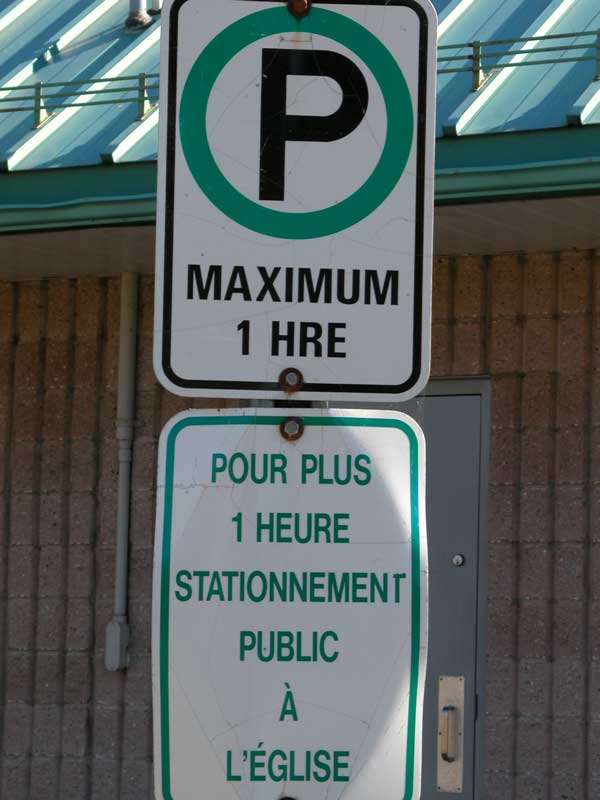 P
MAXIMUM
1 HRE
POUR PLUS
1 HEURE
STATIONNEMENT
PUBLIC
À
L'ÉGLISE